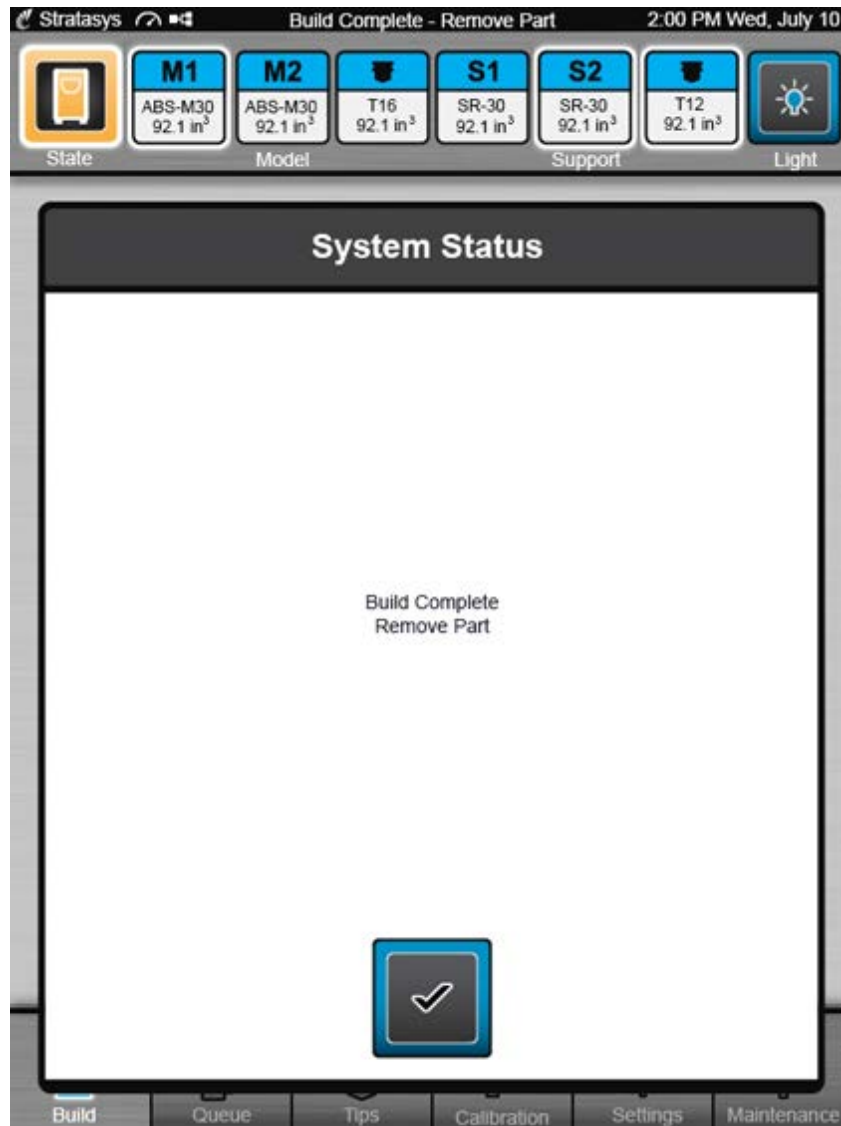 Stratasys Build Complete - Remove Part 2:00 PM Wed, July 10
M1 M2 S1 S2
ABS-M30 ABS-M30 T16 SR-30 SR-30 T12
92.1 in³ 92.1 in³ 92.1 in³ 92.1 in³ 92.1 in³ 92.1 in³
State Model Support Light
System Status
Build Complete
Remove Part
Build Queue Tips Calibration Settings Maintenance